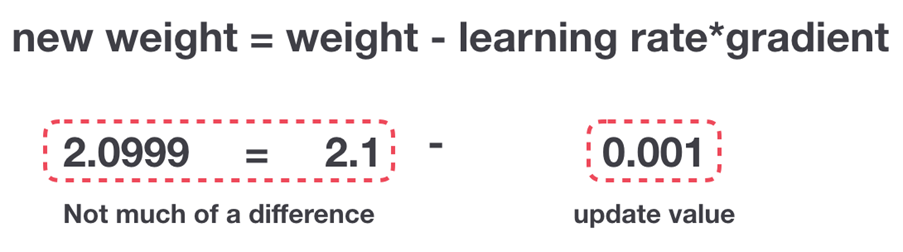 new weight = weight - learning rate*gradient
2.0999 = 2.1 - 0.001
Not much of a difference update value